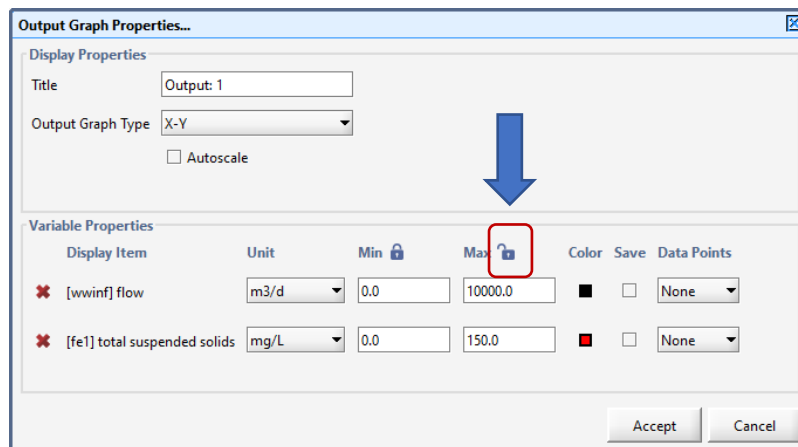 Output Graph Properties...
Display Properties
Title Output: 1
Output Graph Type X-Y
Autoscale
Variable Properties
Display Item Unit Min Max Color Save Data Points
[wwinf] flow m3/d 0.0 10000.0 None
[fe1] total suspended solids mg/L 0.0 150.0 None
Accept Cancel